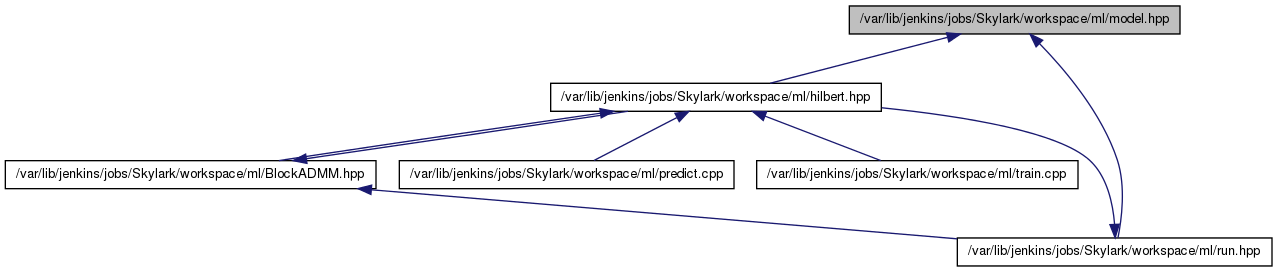 /var/lib/jenkins/jobs/Skylark/workspace/ml/model.hpp
/var/lib/jenkins/jobs/Skylark/workspace/ml/hilbert.hpp
/var/lib/jenkins/jobs/Skylark/workspace/ml/BlockADMM.hpp
/var/lib/jenkins/jobs/Skylark/workspace/ml/predict.cpp
/var/lib/jenkins/jobs/Skylark/workspace/ml/train.cpp
/var/lib/jenkins/jobs/Skylark/workspace/ml/run.hpp